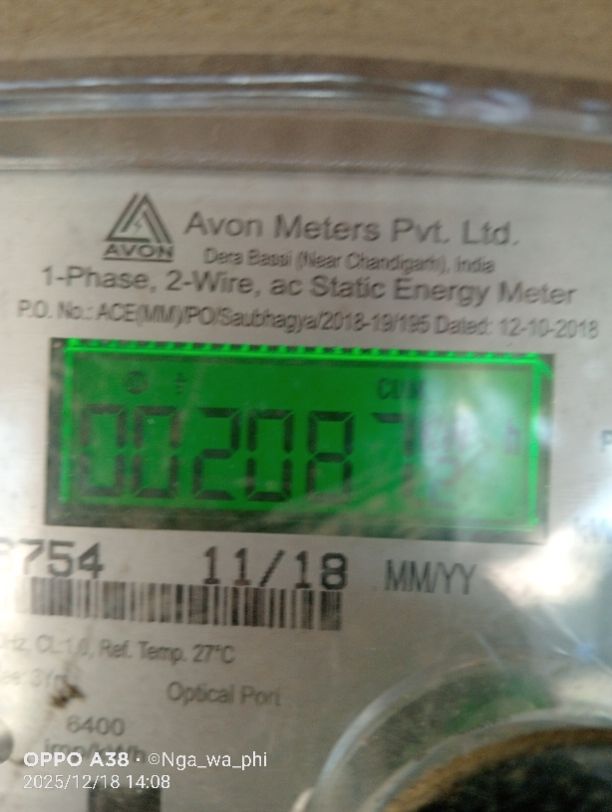 AVON
Avon Meters Pvt. Ltd.
Dera Bassi (Near Chandigarh), India
1-Phase, 2-Wire, ac Static Energy Meter
P.O. No.: ACE(MM)/PO/Saubhagya/2018-19/195 Dated: 12-10-2018
754 11/18 MM/YY
Ref. Temp. 27°C
Optical Port
6400
OPPO A38 · ©Nga_wa_phi
2025/12/18 14:08